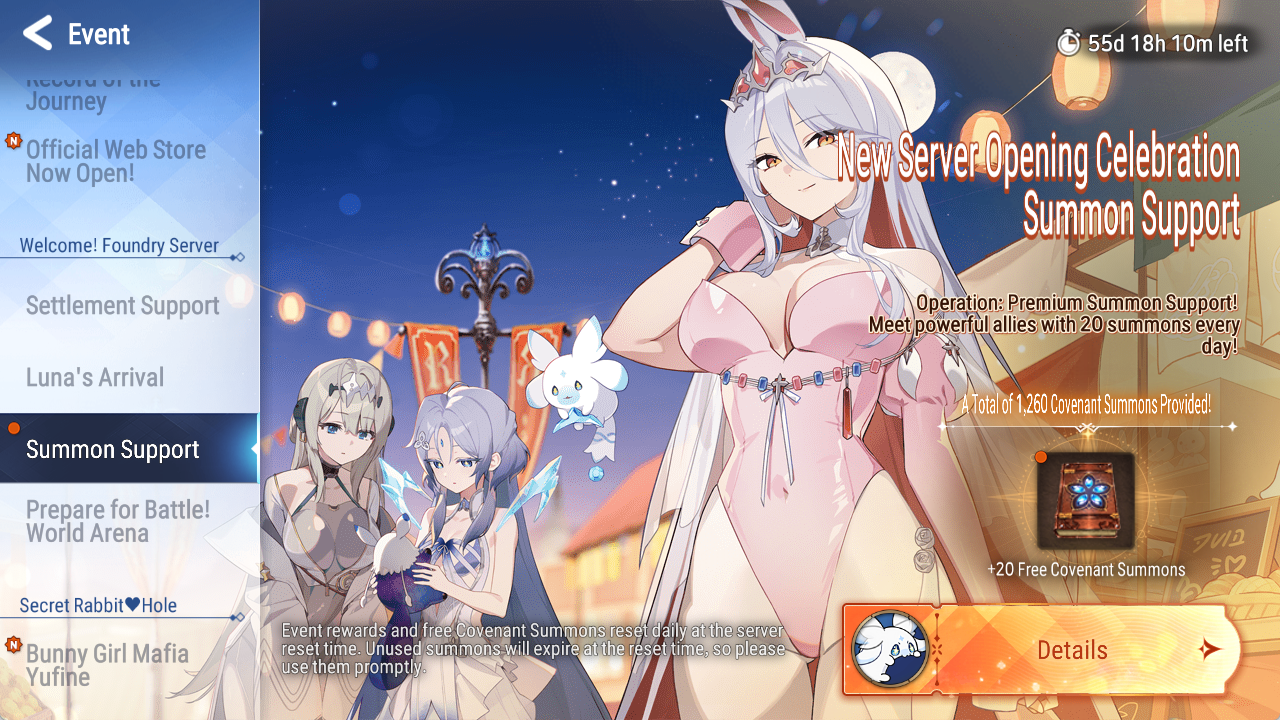 Event
Record of the
Journey
N
Official Web Store
Now Open!
Welcome! Foundry Server
Settlement Support
Luna's Arrival
Summon Support
Prepare for Battle!
World Arena
Secret Rabbit♥Hole
N
Bunny Girl Mafia
Yufine
55d 18h 10m left
New Server Opening Celebration
Summon Support
Operation: Premium Summon Support!
Meet powerful allies with 20 summons every
day!
A Total of 1,260 Covenant Summons Provided!
+20 Free Covenant Summons
Event rewards and free Covenant Summons reset daily at the server
reset time. Unused summons will expire at the reset time, so please
use them promptly.
Details
R